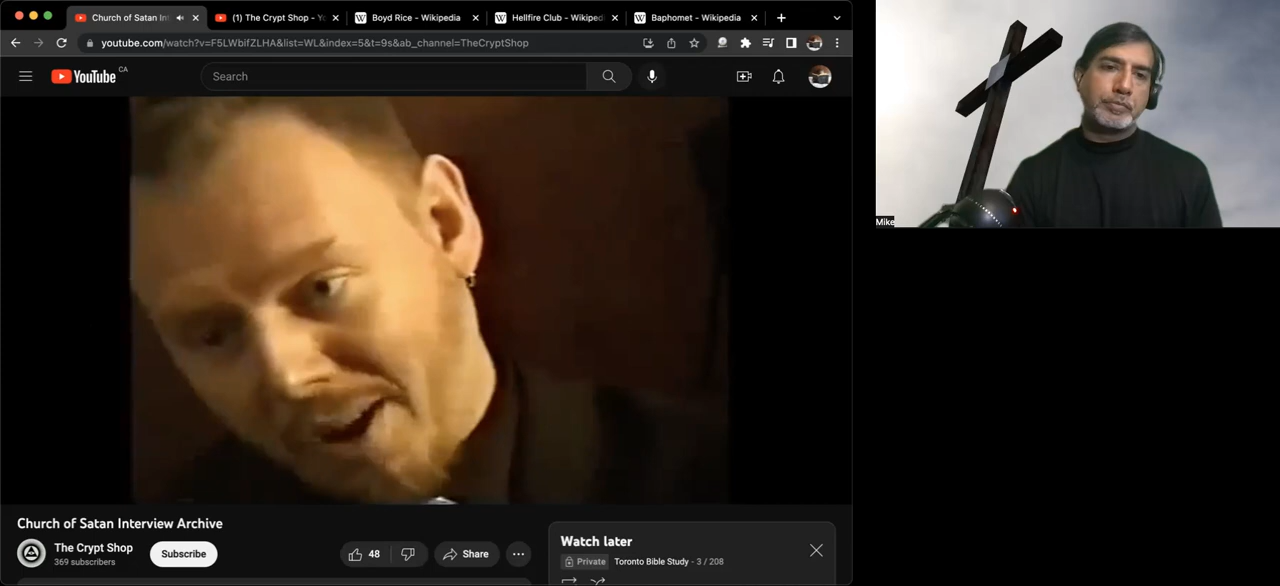 Church of Satan In
(1) The Crypt Shop - Yo
Boyd Rice - Wikipedia
Hellfire Club - Wikiped
Baphomet - Wikipedia
youtube.com/watch?v=F5LWbifZLHA&list=WL&index=5&t=9s&ab_channel=TheCryptShop
YouTube CA
Search
Mike
Church of Satan Interview Archive
The Crypt Shop
369 subscribers
Subscribe
48
Share
Watch later
Private
Toronto Bible Study - 3 / 208